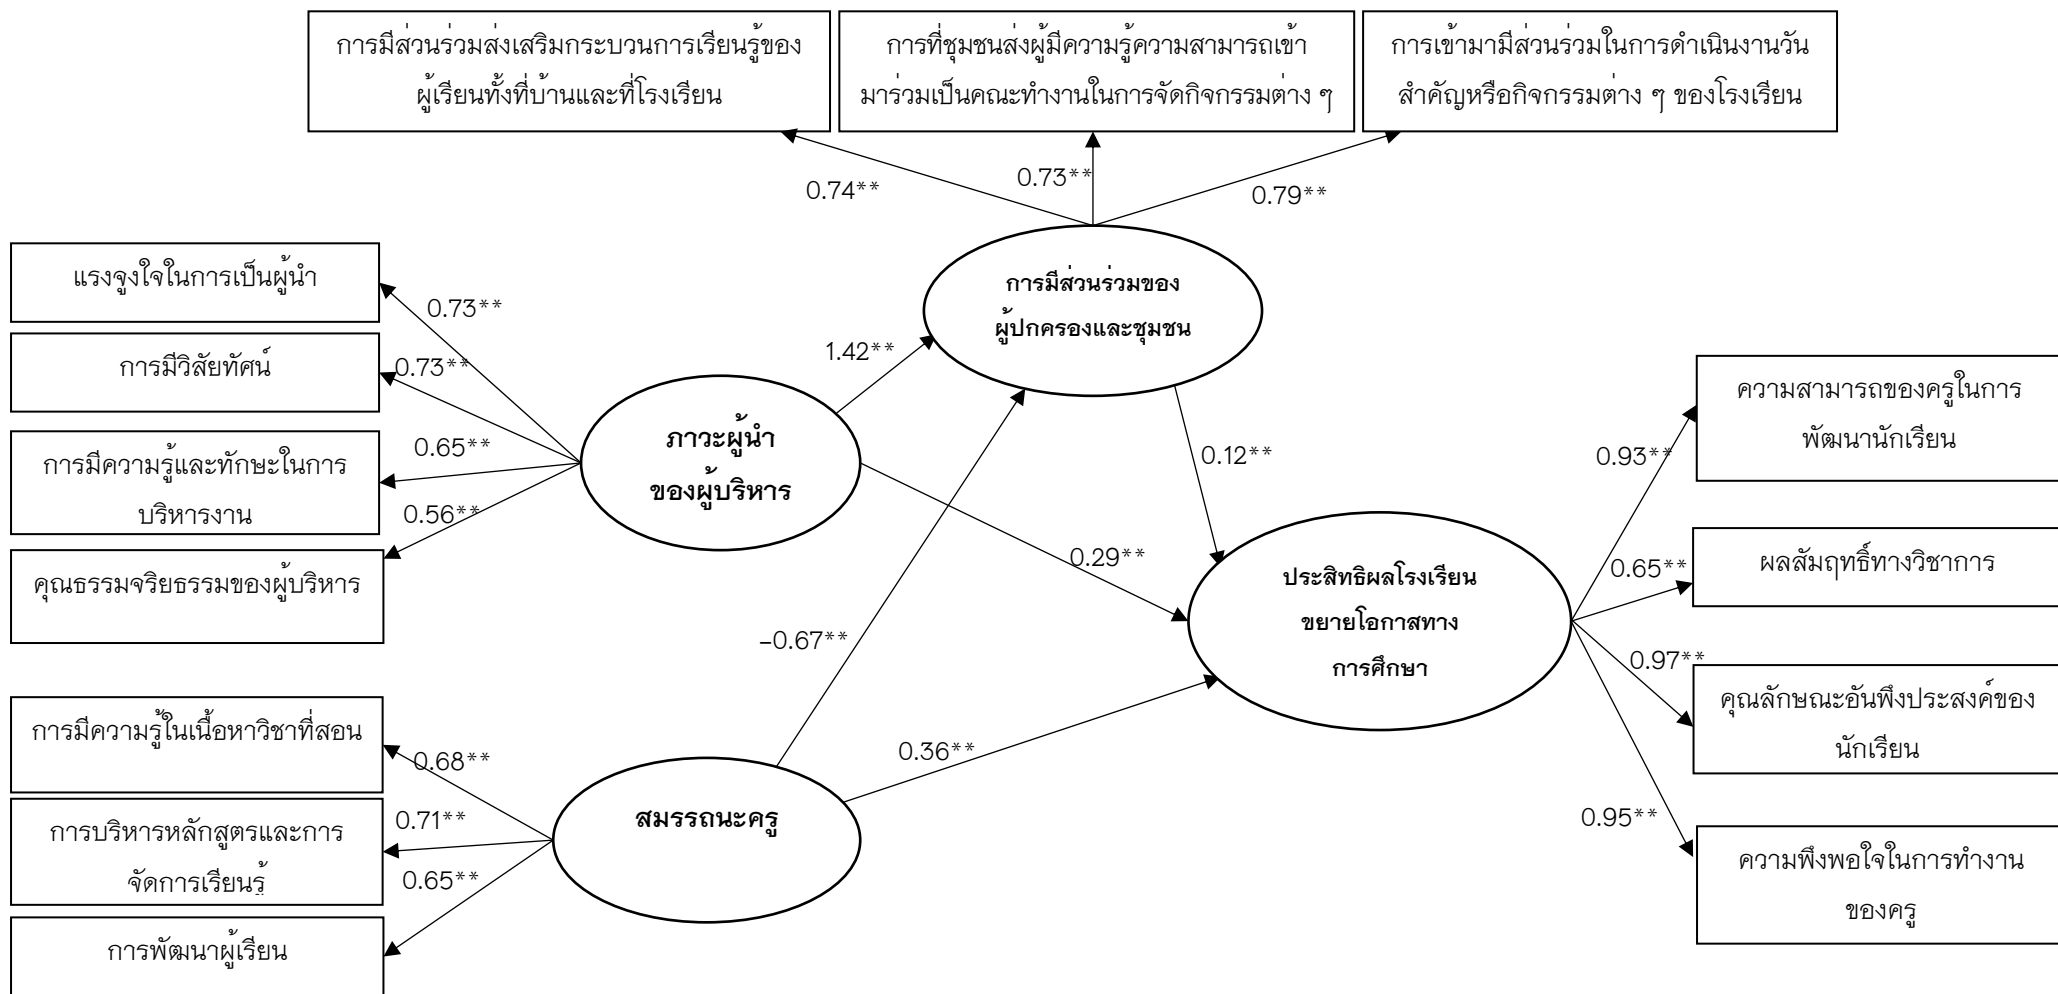 การมีส่วนร่วมส่งเสริมกระบวนการเรียนรู้ของ
ผู้เรียนทั้งที่บ้านและที่โรงเรียน
การที่ชุมชนส่งผู้มีความรู้ความสามารถเข้า
มาร่วมเป็นคณะทำงานในการจัดกิจกรรมต่าง ๆ
การเข้ามามีส่วนร่วมในการดำเนินงานวัน
สำคัญหรือกิจกรรมต่าง ๆ ของโรงเรียน
0.74**
0.73**
0.79**
แรงจูงใจในการเป็นผู้นำ
0.73**
การมีวิสัยทัศน์
0.73**
การมีความรู้และทักษะในการ
บริหารงาน
0.65**
คุณธรรมจริยธรรมของผู้บริหาร
0.56**
ภาวะผู้นำ
ของผู้บริหาร
1.42**
การมีส่วนร่วมของ
ผู้ปกครองและชุมชน
0.12**
0.29**
-0.67**
0.36**
ประสิทธิผลโรงเรียน
ขยายโอกาสทาง
การศึกษา
0.93**
ความสามารถของครูในการ
พัฒนานักเรียน
0.65**
ผลสัมฤทธิ์ทางวิชาการ
0.97**
คุณลักษณะอันพึงประสงค์ของ
นักเรียน
0.95**
ความพึงพอใจในการทำงาน
ของครู
การมีความรู้ในเนื้อหาวิชาที่สอน
0.68**
การบริหารหลักสูตรและการ
จัดการเรียนรู้
0.71**
การพัฒนาผู้เรียน
0.65**
สมรรถนะครู